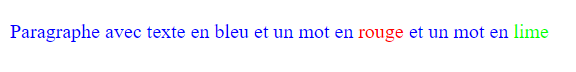 Paragraphe avec texte en bleu et un mot en rouge et un mot en lime